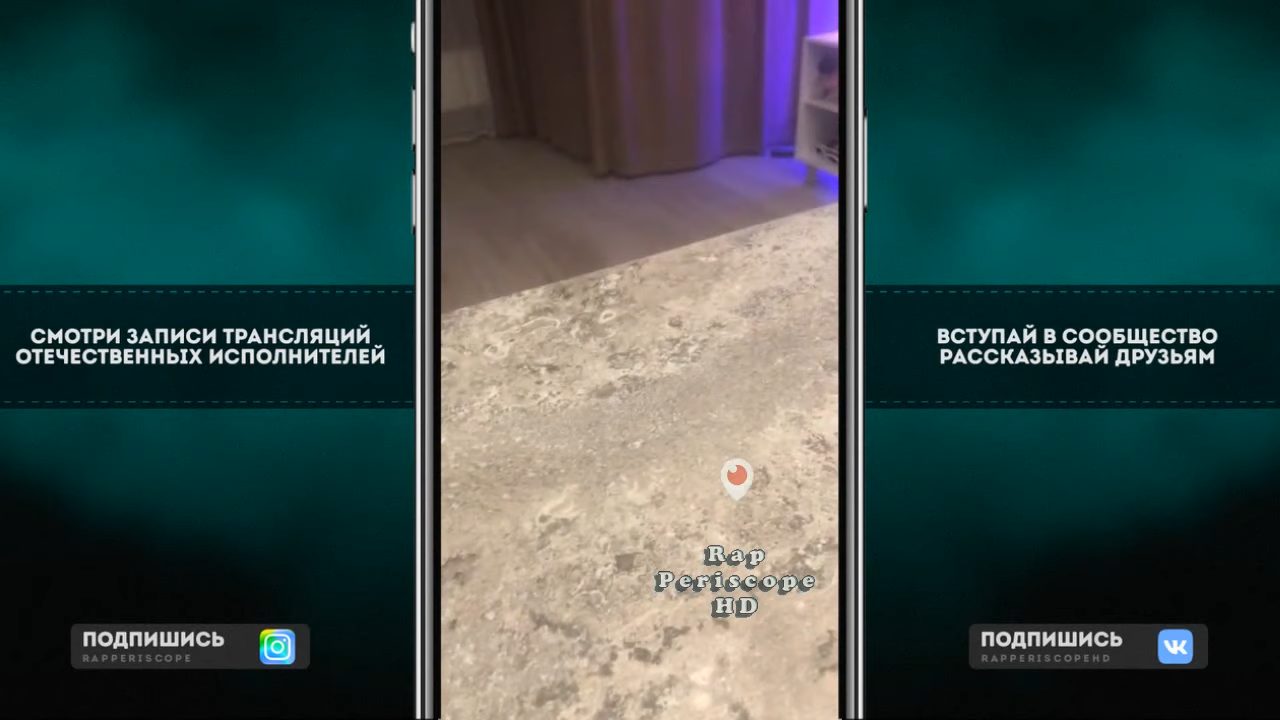 СМОТРИ ЗАПИСИ ТРАНСЛЯЦИЙ
ОТЕЧЕСТВЕННЫХ ИСПОЛНИТЕЛЕЙ
ВСТУПАЙ В СООБЩЕСТВО
РАССКАЗЫВАЙ ДРУЗЬЯМ
Rap
Periscope
HD
ПОДПИШИСЬ
RAPPERISCOPE
ПОДПИШИСЬ
RAPPERISCOPEHD